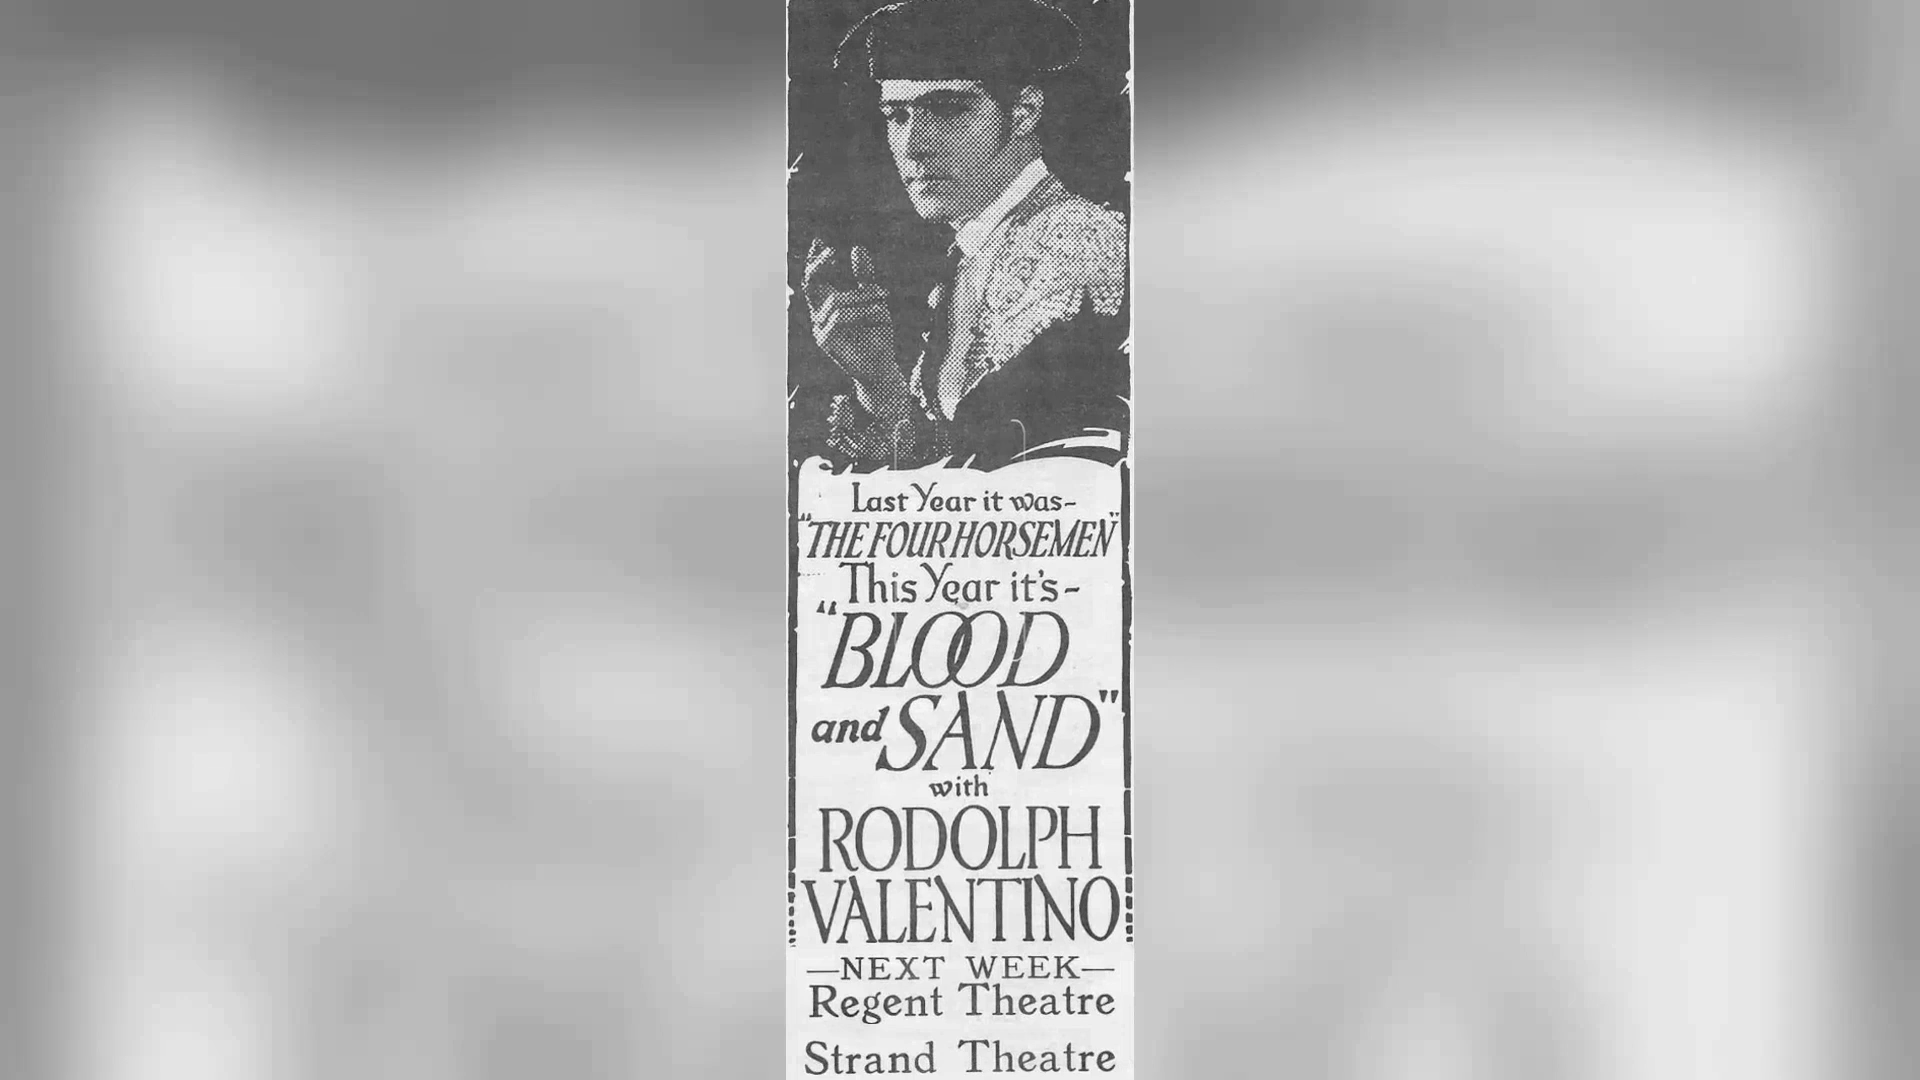 Last Year it was-
"THE FOUR HORSEMEN"
This Year it's-
"BLOOD
and SAND"
with
RODOLPH
VALENTINO
—NEXT WEEK—
Regent Theatre
Strand Theatre